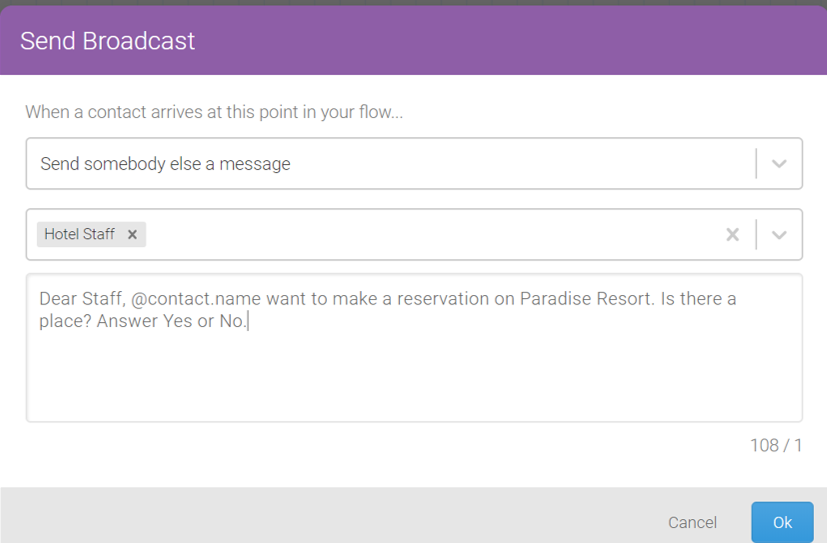 Send Broadcast
When a contact arrives at this point in your flow...
Send somebody else a message
Hotel Staff ×
Dear Staff, @contact.name want to make a reservation on Paradise Resort. Is there a
place? Answer Yes or No.
108 / 1
Cancel Ok